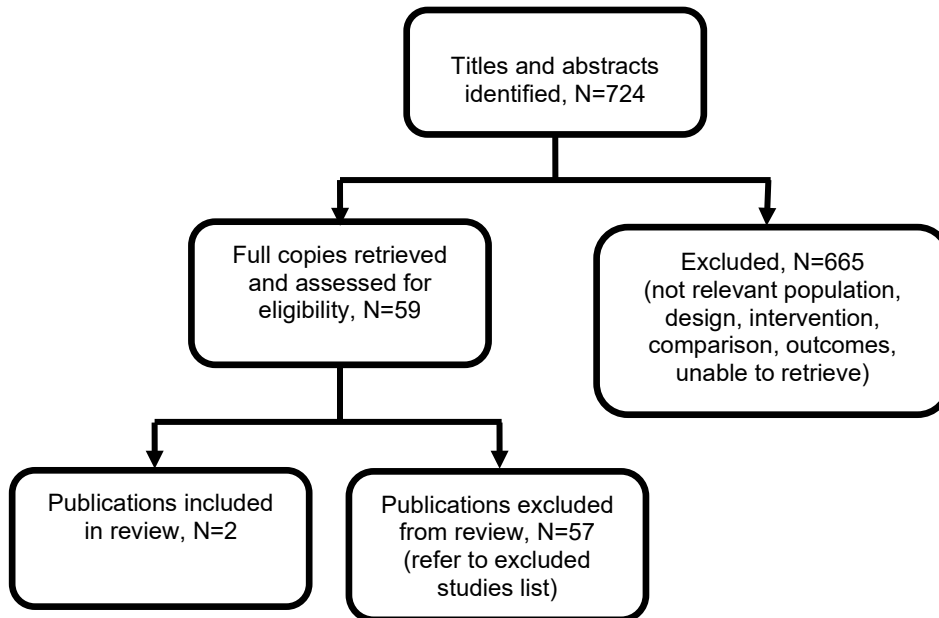 Titles and abstracts
identified, N=724
Full copies retrieved
and assessed for
eligibility, N=59
Excluded, N=665
(not relevant population,
design, intervention,
comparison, outcomes,
unable to retrieve)
Publications included
in review, N=2
Publications excluded
from review, N=57
(refer to excluded
studies list)